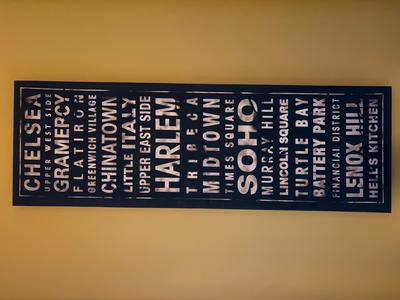 CHELSEA
UPPER WEST SIDE
GRAMERCY
FLATIRON
GREENWICH VILLAGE
CHINATOWN
LITTLE ITALY
UPPER EAST SIDE
HARLEM
TRIBECA
MIDTOWN
TIMES SQUARE
SOHO
MURRAY HILL
LINCOLN SQUARE
TURTLE BAY
BATTERY PARK
FINANCIAL DISTRICT
LENOX HILL
HELL'S KITCHEN